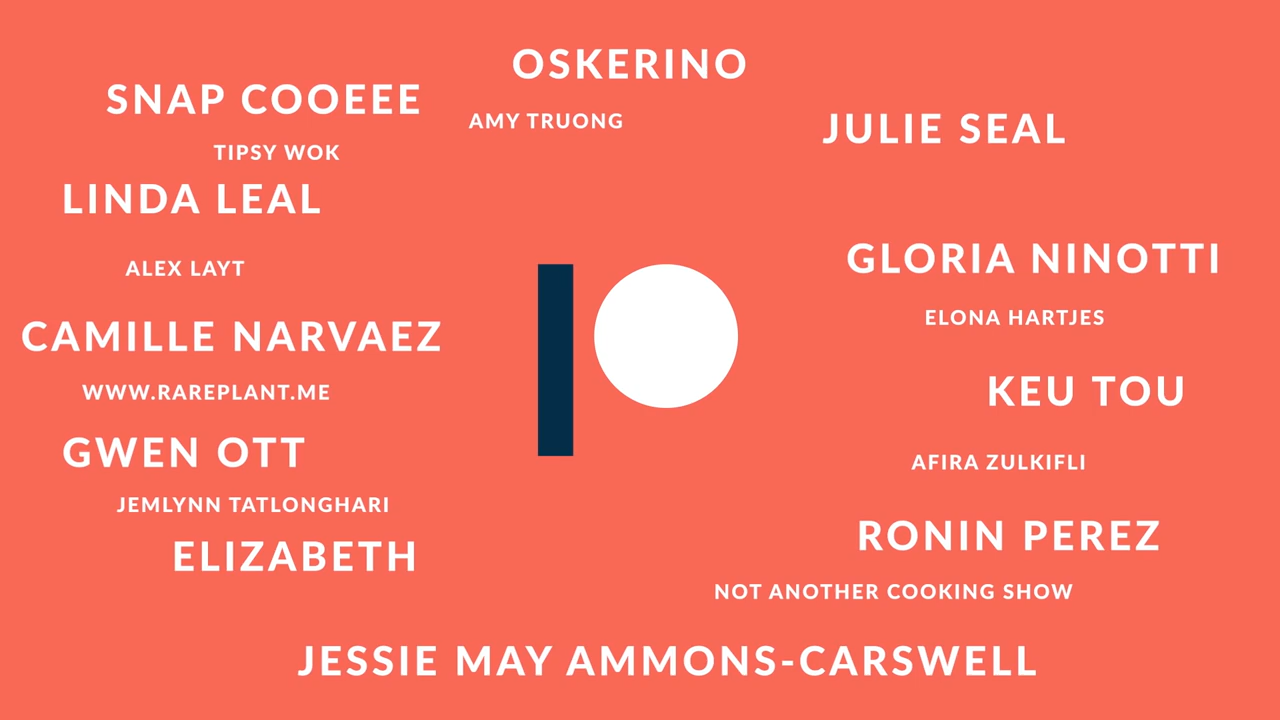 OSKERINO
SNAP COOEEE
AMY TRUONG
JULIE SEAL
TIPSY WOK
LINDA LEAL
GLORIA NINOTTI
ALEX LAYT
ELONA HARTJES
CAMILLE NARVAEZ
WWW.RAREPLANT.ME
KEU TOU
GWEN OTT
AFIRA ZULKIFLI
JEMLYNN TATLONGHARI
RONIN PEREZ
ELIZABETH
NOT ANOTHER COOKING SHOW
JESSIE MAY AMMONS-CARSWELL